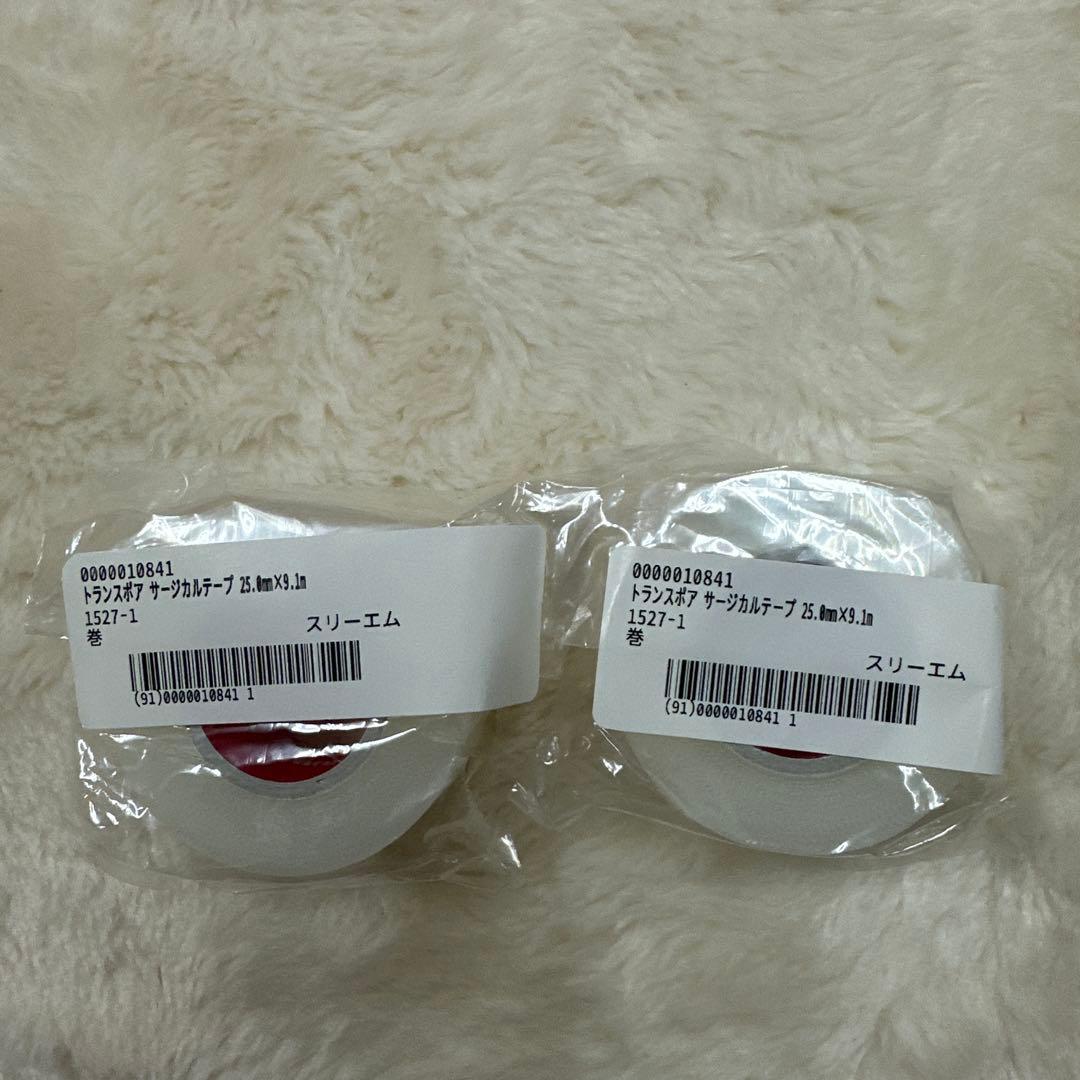 0000010841
トランスポア サージカルテープ 25.0mm×9.1m
1527-1
スリーエム
巻
(91)0000010841 1
0000010841
トランスポア サージカルテープ 25.0mm×9.1m
1527-1
巻
スリーエム
(91)0000010841 1